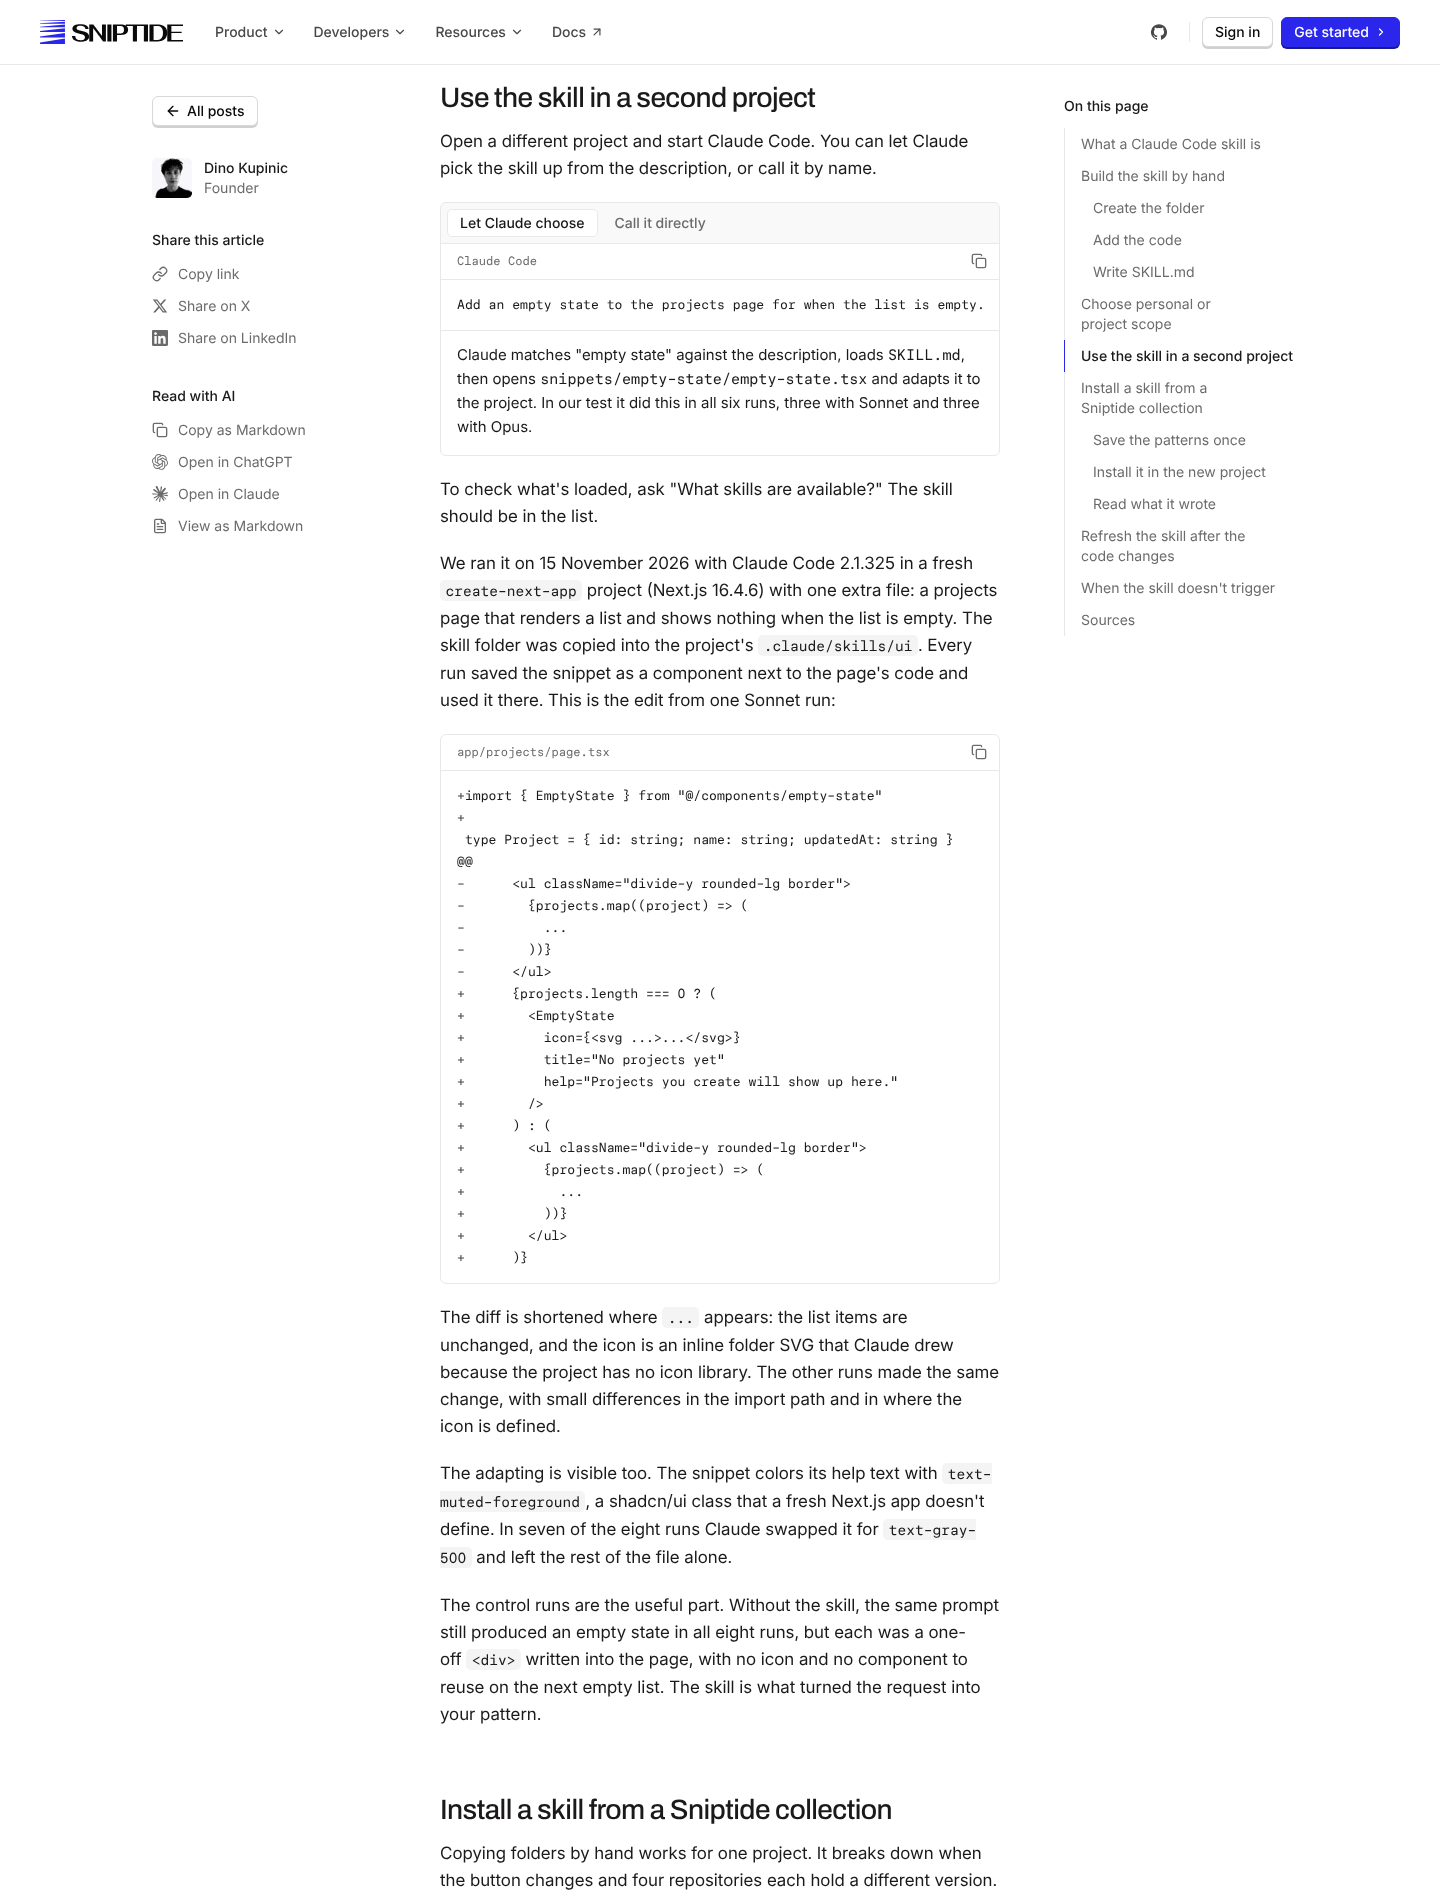 SNIPTIDE
Product
Developers
Resources
Docs
Sign in
Get started
All posts
Dino Kupinic
Founder
Share this article
Copy link
Share on X
Share on LinkedIn
Read with AI
Copy as Markdown
Open in ChatGPT
Open in Claude
View as Markdown
Use the skill in a second project
Open a different project and start Claude Code. You can let Claude
pick the skill up from the description, or call it by name.
Let Claude choose
Call it directly
Claude Code
Add an empty state to the projects page for when the list is empty.
Claude matches "empty state" against the description, loads SKILL.md,
then opens snippets/empty-state/empty-state.tsx and adapts it to
the project. In our test it did this in all six runs, three with Sonnet and three
with Opus.
To check what's loaded, ask "What skills are available?" The skill
should be in the list.
We ran it on 15 November 2026 with Claude Code 2.1.325 in a fresh
create-next-app project (Next.js 16.4.6) with one extra file: a projects
page that renders a list and shows nothing when the list is empty. The
skill folder was copied into the project's .claude/skills/ui. Every
run saved the snippet as a component next to the page's code and
used it there. This is the edit from one Sonnet run:
app/projects/page.tsx
+import { EmptyState } from "@/components/empty-state"
+
 type Project = { id: string; name: string; updatedAt: string }
@@
-      <ul className="divide-y rounded-lg border">
-        {projects.map((project) => (
-          ...
-        ))}
-      </ul>
+      {projects.length === 0 ? (
+        <EmptyState
+          icon={<svg ...>...</svg>}
+          title="No projects yet"
+          help="Projects you create will show up here."
+        />
+      ) : (
+        <ul className="divide-y rounded-lg border">
+          {projects.map((project) => (
+            ...
+          ))}
+        </ul>
+      )}
The diff is shortened where ... appears: the list items are
unchanged, and the icon is an inline folder SVG that Claude drew
because the project has no icon library. The other runs made the same
change, with small differences in the import path and in where the
icon is defined.
The adapting is visible too. The snippet colors its help text with text-
muted-foreground, a shadcn/ui class that a fresh Next.js app doesn't
define. In seven of the eight runs Claude swapped it for text-gray-
500 and left the rest of the file alone.
The control runs are the useful part. Without the skill, the same prompt
still produced an empty state in all eight runs, but each was a one-
off <div> written into the page, with no icon and no component to
reuse on the next empty list. The skill is what turned the request into
your pattern.
Install a skill from a Sniptide collection
Copying folders by hand works for one project. It breaks down when
the button changes and four repositories each hold a different version.
On this page
What a Claude Code skill is
Build the skill by hand
Create the folder
Add the code
Write SKILL.md
Choose personal or
project scope
Use the skill in a second project
Install a skill from a
Sniptide collection
Save the patterns once
Install it in the new project
Read what it wrote
Refresh the skill after the
code changes
When the skill doesn't trigger
Sources